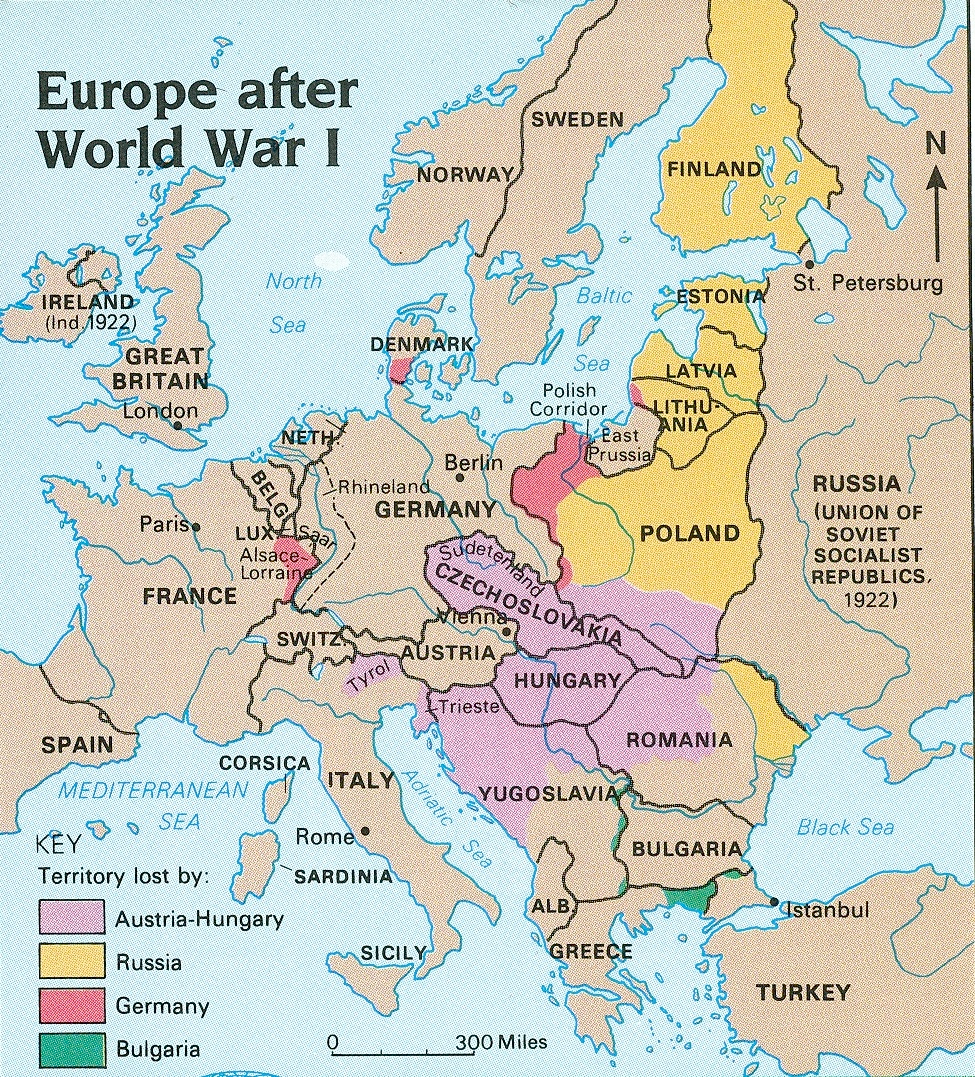 Europe after
World War I
N
SWEDEN
NORWAY
FINLAND
St. Petersburg
North
Sea
Baltic
Sea
ESTONIA
IRELAND
(Ind. 1922)
GREAT
BRITAIN
London
DENMARK
LATVIA
LITHU-
ANIA
Polish
Corridor
East
Prussia
NETH.
Berlin
Rhineland
GERMANY
BELG.
RUSSIA
(UNION OF
SOVIET
SOCIALIST
REPUBLICS,
1922)
Paris
LUX.
Saar
Alsace-
Lorraine
POLAND
Sudetenland
CZECHOSLOVAKIA
FRANCE
Vienna
SWITZ.
AUSTRIA
Tyrol
HUNGARY
Trieste
SPAIN
CORSICA
ITALY
ROMANIA
MEDITERRANEAN
SEA
Adriatic
Sea
YUGOSLAVIA
Black Sea
Rome
BULGARIA
SARDINIA
ALB.
Istanbul
SICILY
GREECE
TURKEY
KEY
Territory lost by:
Austria-Hungary
Russia
Germany
Bulgaria
0 300 Miles